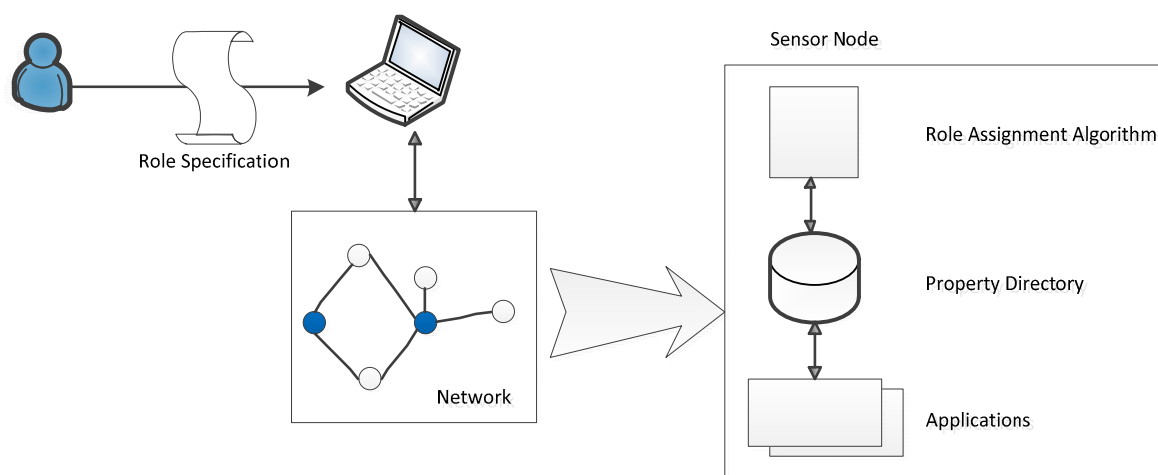 Sensor Node
Role Assignment Algorithm
Role Specification
Property Directory
Network
Applications